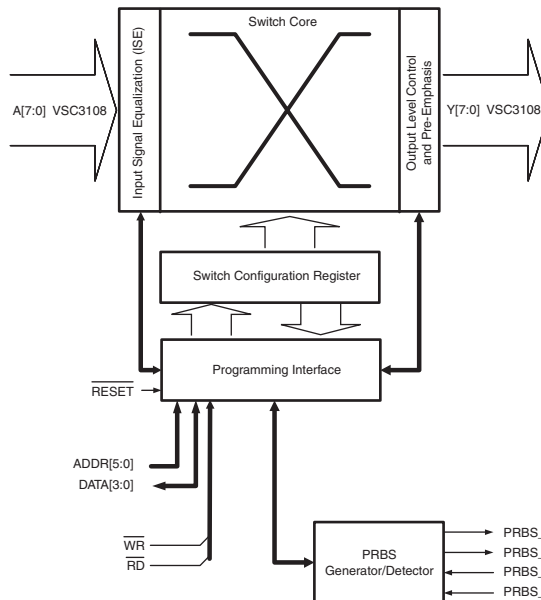 Switch Core
Input Signal Equalization (ISE)
Output Level Control
and Pre-Emphasis
A[7:0] VSC3108
Y[7:0] VSC3108
Switch Configuration Register
Programming Interface
RESET
ADDR[5:0]
DATA[3:0]
WR
RD
PRBS
Generator/Detector
PRBS_
PRBS_
PRBS_
PRBS_